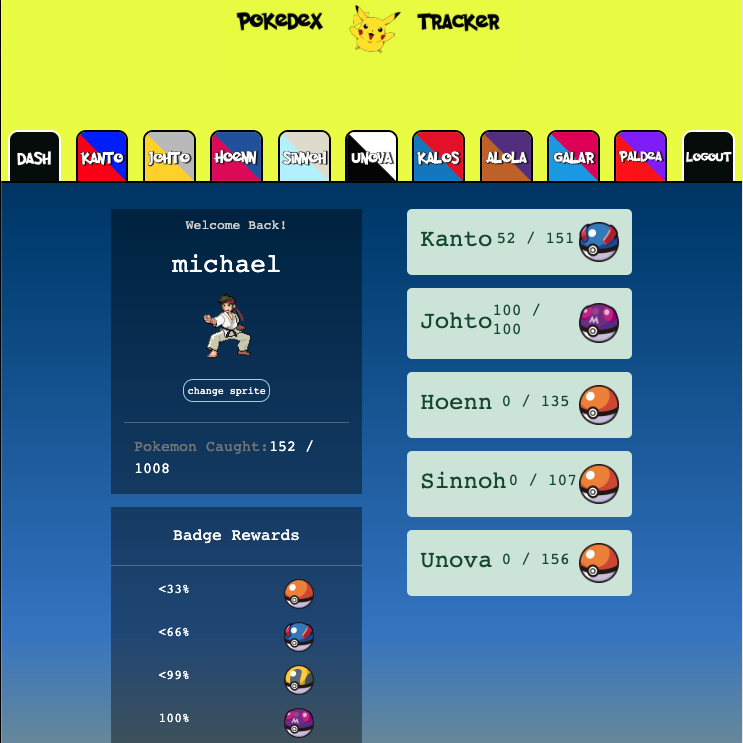 Pokedex Tracker
DASH
KANTO
JOHTO
HOENN
SINNOH
UNOVA
KALOS
ALOLA
GALAR
PALDEA
LOGOUT
Welcome Back!
michael
change sprite
Pokemon Caught:152 /
1008
Badge Rewards
<33%
<66%
<99%
100%
Kanto 52 / 151
Johto 100 /
100
Hoenn 0 / 135
Sinnoh 0 / 107
Unova 0 / 156